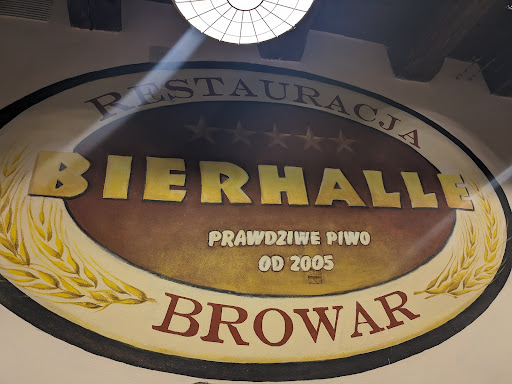 RESTAURACJA
BIERHALLE
PRAWDZIWE PIWO
OD 2005
BROWAR